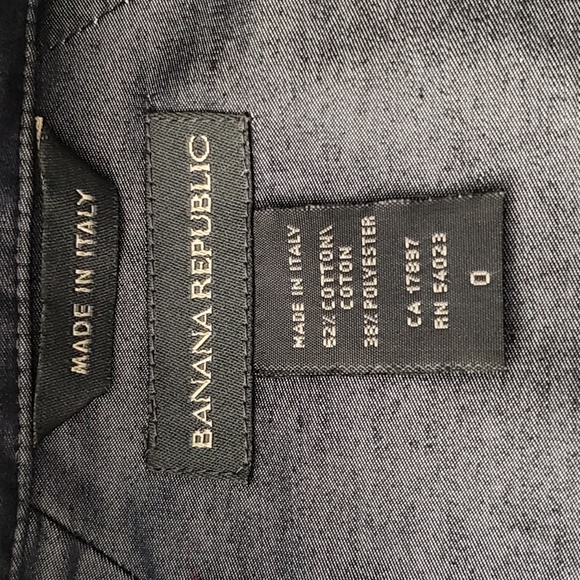 MADE IN ITALY
BANANA REPUBLIC
MADE IN ITALY
62% COTTON\
COTON
38% POLYESTER
CA 17897
RN 54023
0